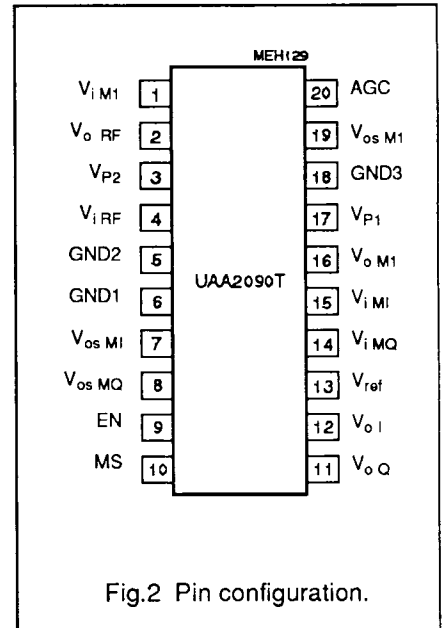 MEH129
V i M1 1 20 AGC
V o RF 2 19 V os M1
V P2 3 18 GND3
V i RF 4 17 V P1
GND2 5 16 V o M1
UAA2090T
GND1 6 15 V i MI
V os MI 7 14 V i MQ
V os MQ 8 13 V ref
EN 9 12 V o I
MS 10 11 V o Q
Fig.2 Pin configuration.